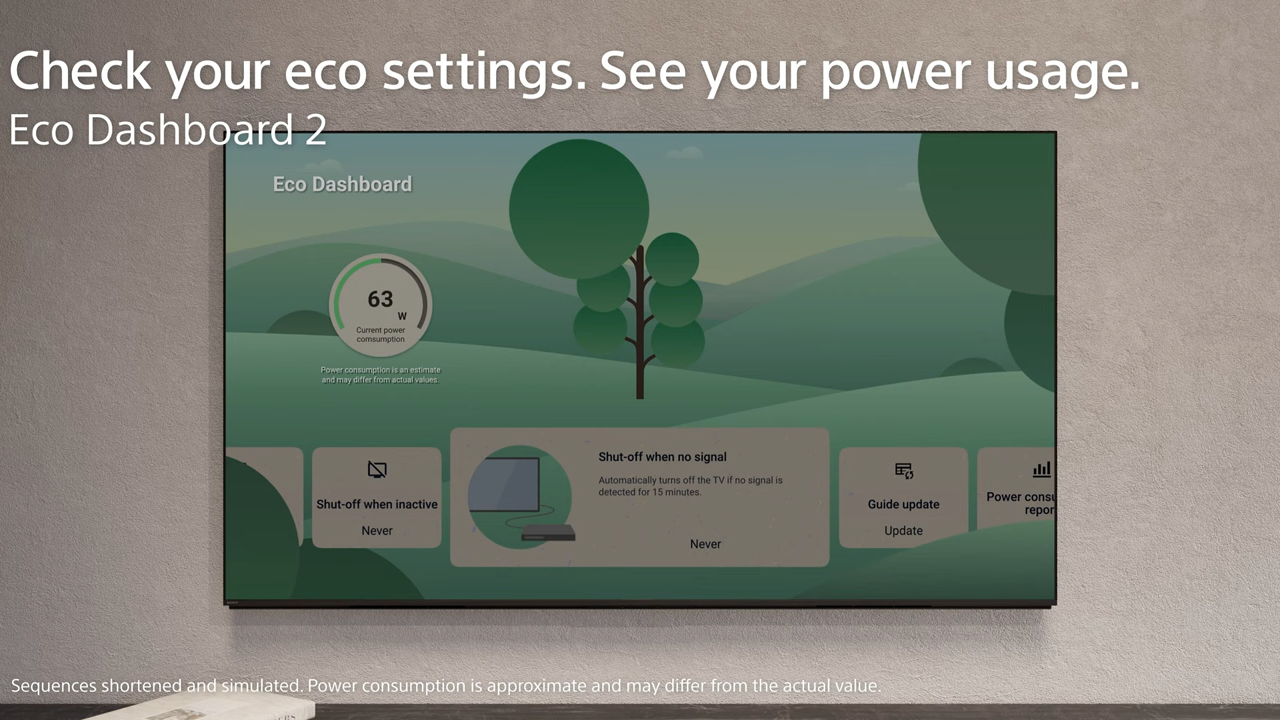 Check your eco settings. See your power usage.
Eco Dashboard 2
Eco Dashboard
63
W
Current power
comsumption
Power consumption is an estimate
and may differ from actual values.
Shut-off when inactive
Never
Shut-off when no signal
Automatically turns off the TV if no signal is
detected for 15 minutes.
Never
Guide update
Update
Power consu
repor
Sequences shortened and simulated. Power consumption is approximate and may differ from the actual value.